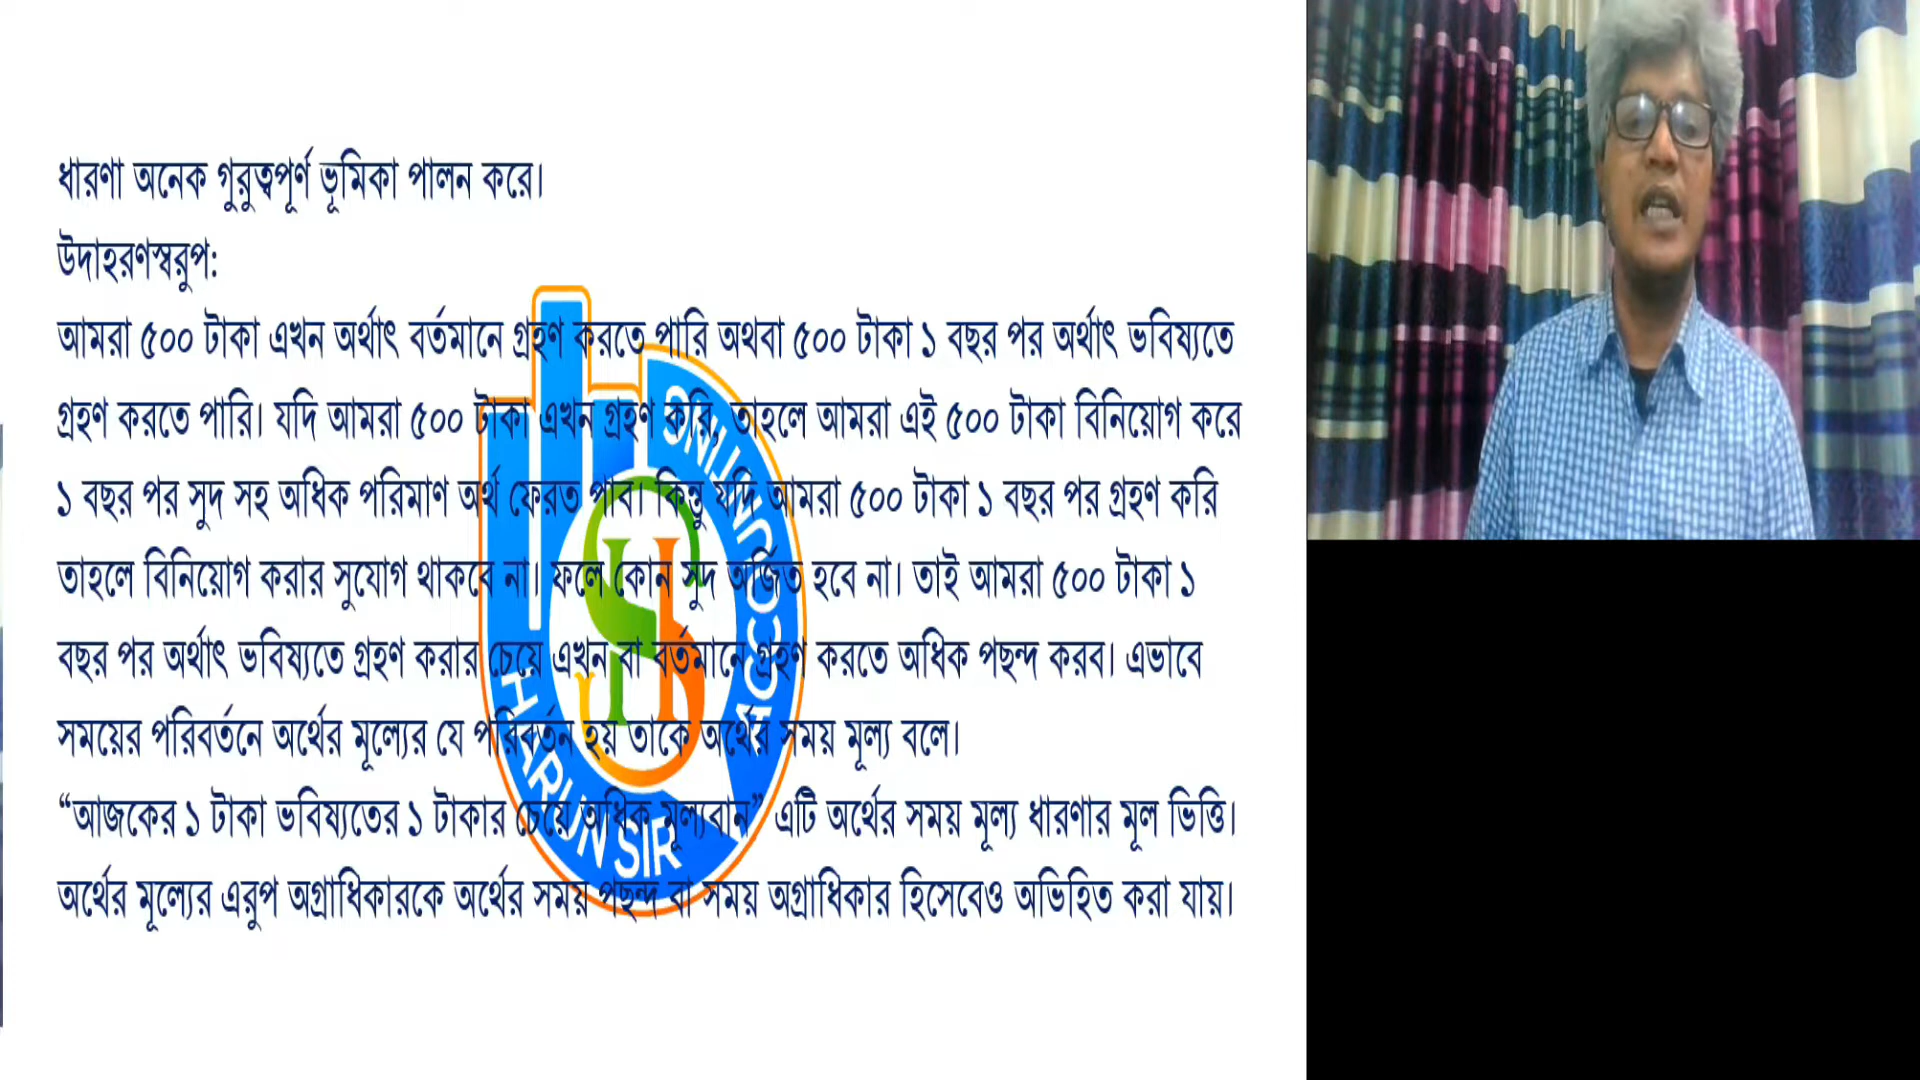 ধারণা অনেক গুরুত্বপূর্ণ ভূমিকা পালন করে।
উদাহরণস্বরুপ:
আমরা ৫০০ টাকা এখন অর্থাৎ বর্তমানে গ্রহণ করতে পারি অথবা ৫০০ টাকা ১ বছর পর অর্থাৎ ভবিষ্যতে
গ্রহণ করতে পারি। যদি আমরা ৫০০ টাকা এখন গ্রহণ করি, তাহলে আমরা এই ৫০০ টাকা বিনিয়োগ করে
১ বছর পর সুদ সহ অধিক পরিমাণ অর্থ ফেরত পাব। কিন্তু যদি আমরা ৫০০ টাকা ১ বছর পর গ্রহণ করি
তাহলে বিনিয়োগ করার সুযোগ থাকবে না। ফলে কোন সুদ অর্জিত হবে না। তাই আমরা ৫০০ টাকা ১
বছর পর অর্থাৎ ভবিষ্যতে গ্রহণ করার চেয়ে এখন বা বর্তমানে গ্রহণ করতে অধিক পছন্দ করব। এভাবে
সময়ের পরিবর্তনে অর্থের মূল্যের যে পরিবর্তন হয় তাকে অর্থের সময় মূল্য বলে।
“আজকের ১ টাকা ভবিষ্যতের ১ টাকার চেয়ে অধিক মূল্যবান” এটি অর্থের সময় মূল্য ধারণার মূল ভিত্তি।
অর্থের মূল্যের এরুপ অগ্রাধিকারকে অর্থের সময় পছন্দ বা সময় অগ্রাধিকার হিসেবেও অভিহিত করা যায়।
HARUN SIR
ACCOUNTING